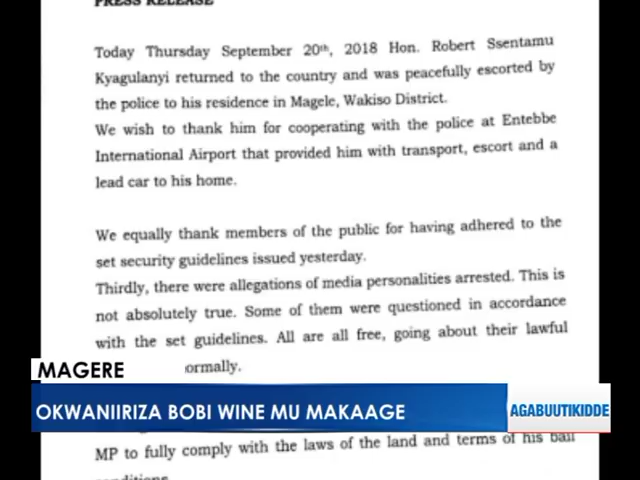 PRESS RELEASE
Today Thursday September 20th, 2018 Hon. Robert Ssentamu
Kyagulanyi returned to the country and was peacefully escorted by
the police to his residence in Magele, Wakiso District.
We wish to thank him for cooperating with the police at Entebbe
International Airport that provided him with transport, escort and a
lead car to his home.
We equally thank members of the public for having adhered to the
set security guidelines issued yesterday.
Thirdly, there were allegations of media personalities arrested. This is
not absolutely true. Some of them were questioned in accordance
with the set guidelines. All are all free, going about their lawful
ormally.
MAGERE
OKWANIIRIZA BOBI WINE MU MAKAAGE
AGABUUTIKIDDE
MP to fully comply with the laws of the land and terms of his bail